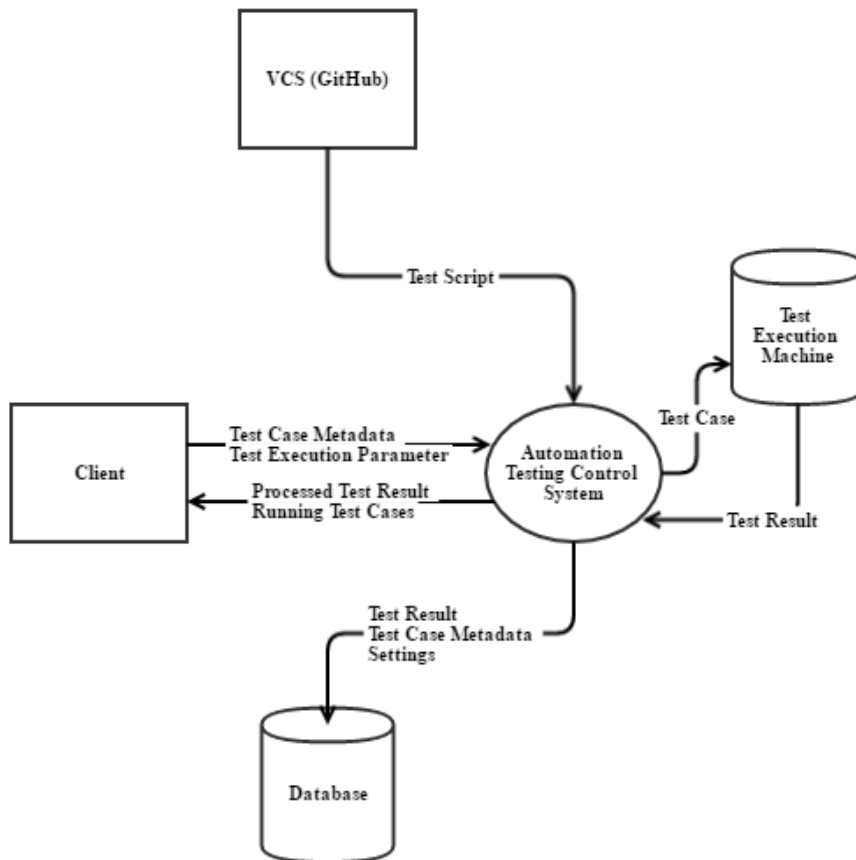 VCS (GitHub)
Test Script
Test
Execution
Machine
Test Case
Client
Test Case Metadata
Test Execution Parameter
Processed Test Result
Running Test Cases
Automation
Testing Control
System
Test Result
Test Result
Test Case Metadata
Settings
Database